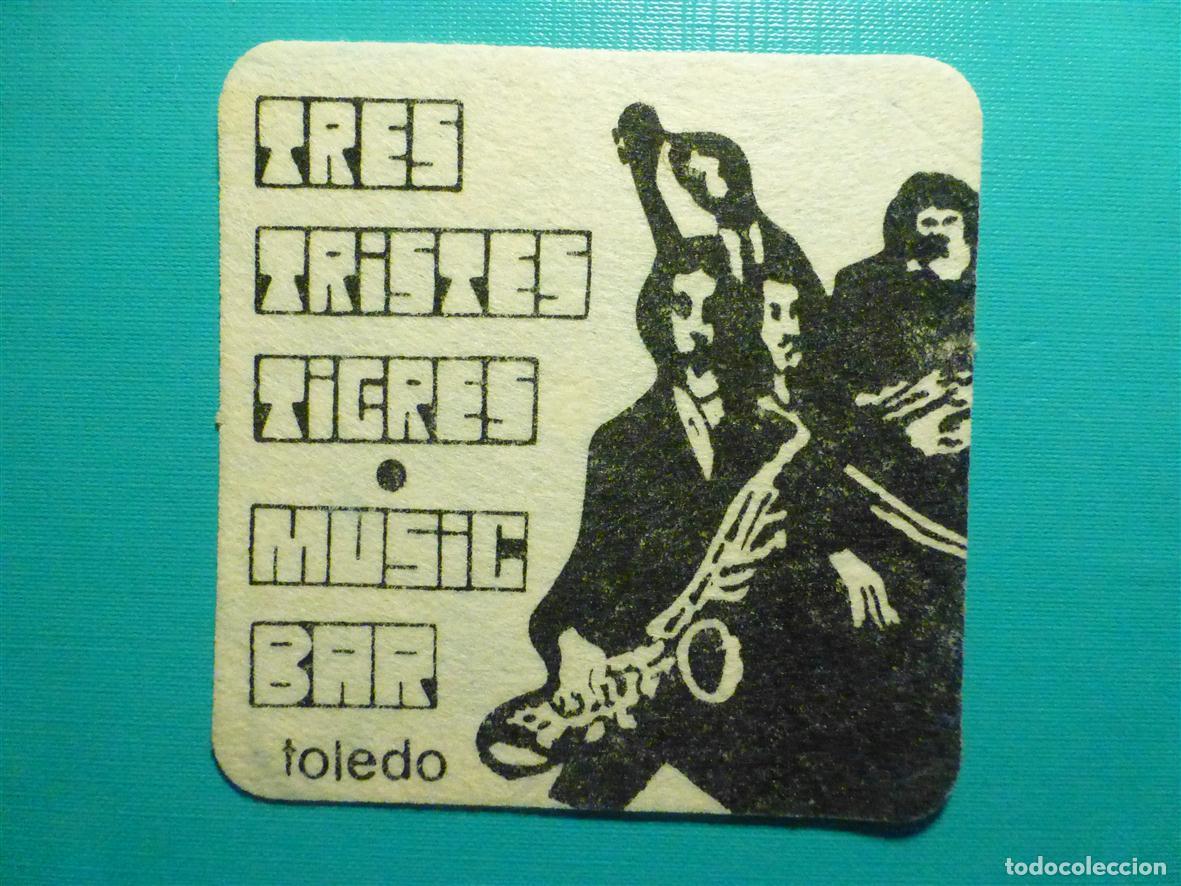 TRES
TRiSTES
TiGRES
•
MUSiC
BAR
toledo
todocoleccion